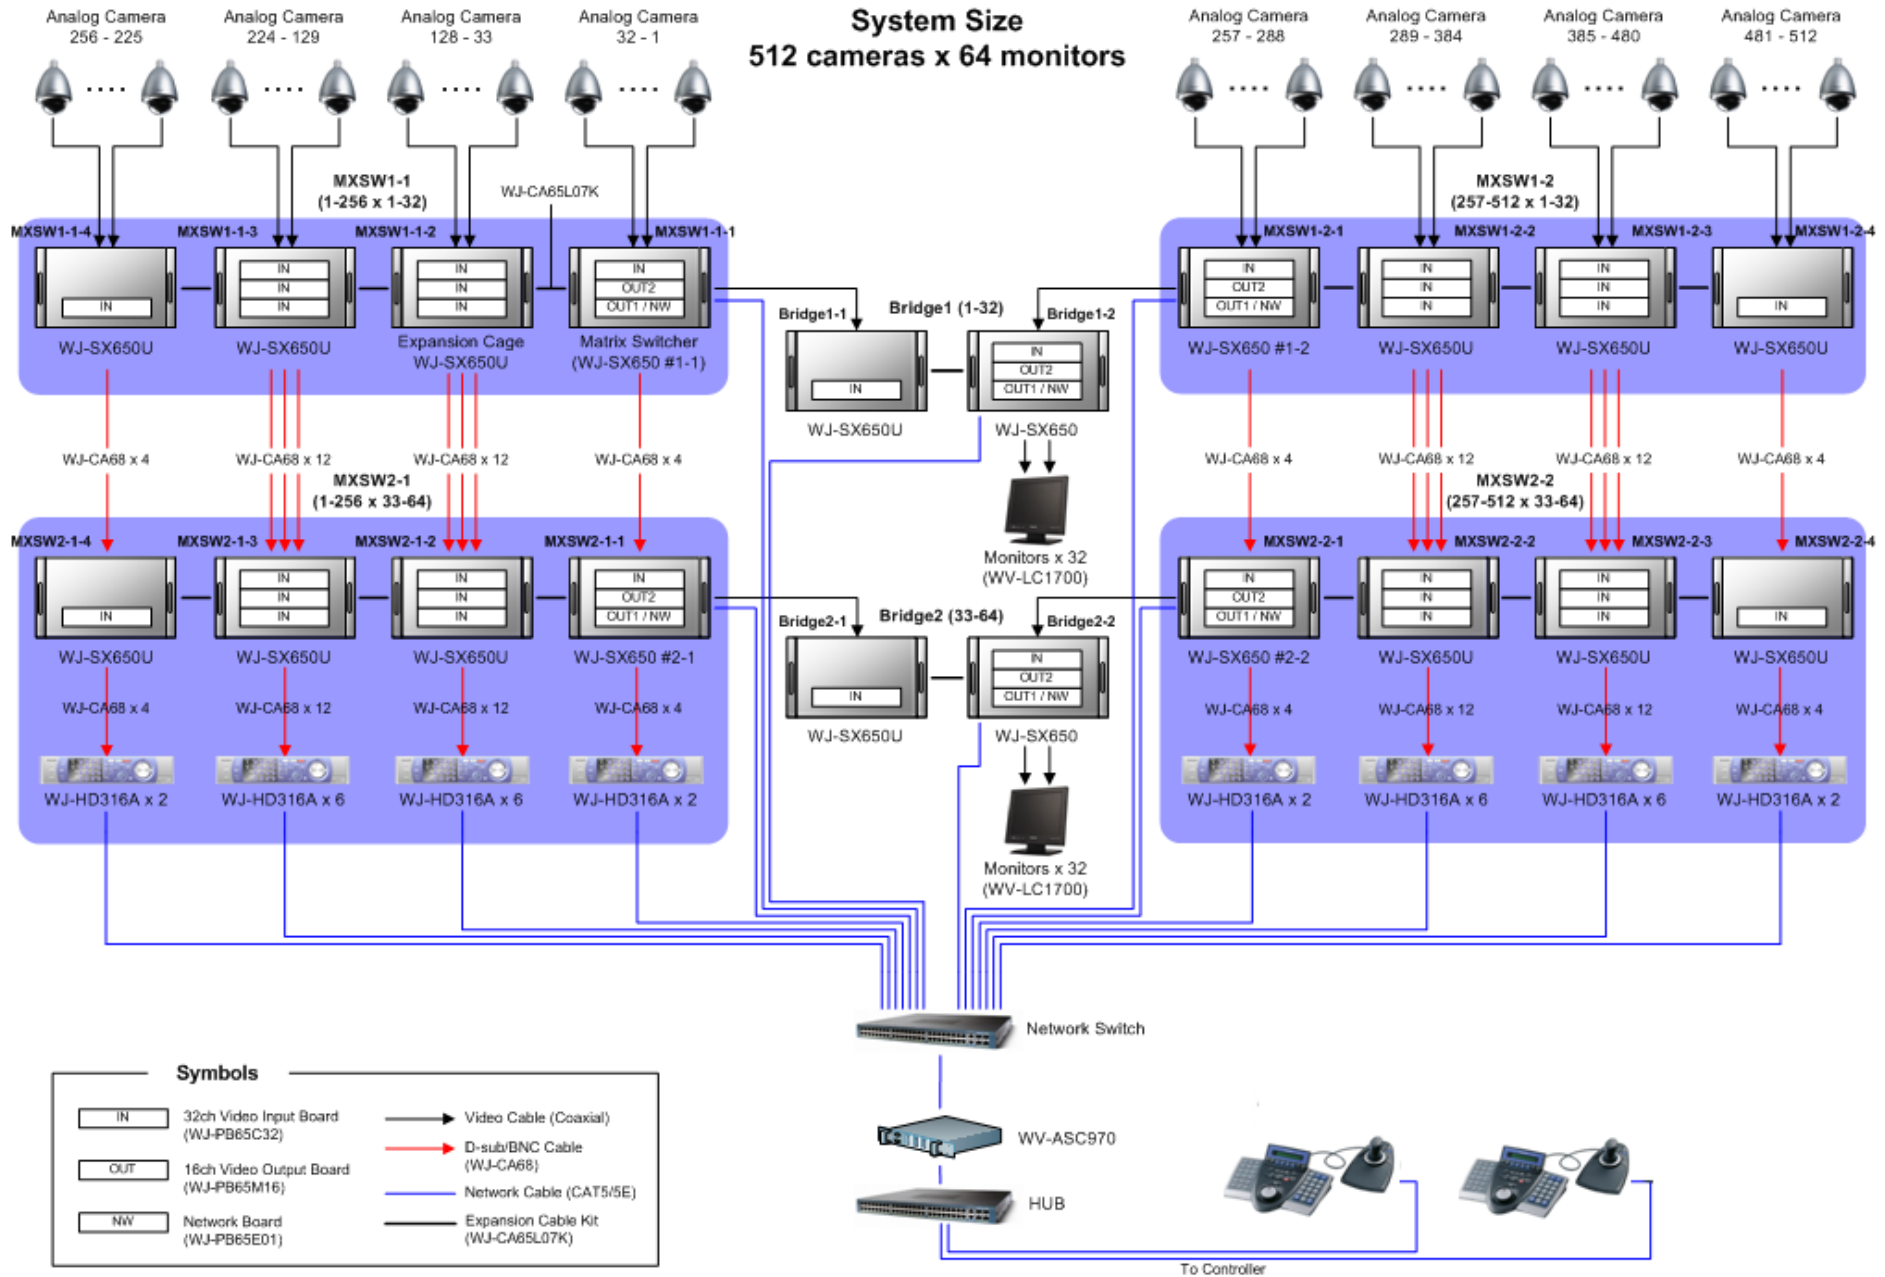 System Size
512 cameras x 64 monitors
Analog Camera
256 - 225
Analog Camera
224 - 129
Analog Camera
128 - 33
Analog Camera
32 - 1
Analog Camera
257 - 288
Analog Camera
289 - 384
Analog Camera
385 - 480
Analog Camera
481 - 512
MXSW1-1
(1-256 x 1-32)
WJ-CA65L07K
MXSW1-2
(257-512 x 1-32)
MXSW1-1-4
MXSW1-1-3
MXSW1-1-2
MXSW1-1-1
MXSW1-2-1
MXSW1-2-2
MXSW1-2-3
MXSW1-2-4
IN
IN
IN
IN
IN
IN
IN
IN
OUT2
OUT1 / NW
IN
OUT2
OUT1 / NW
IN
IN
IN
IN
IN
IN
IN
WJ-SX650U
WJ-SX650U
Expansion Cage
WJ-SX650U
Matrix Switcher
(WJ-SX650 #1-1)
WJ-SX650 #1-2
WJ-SX650U
WJ-SX650U
WJ-SX650U
Bridge1 (1-32)
Bridge1-1
Bridge1-2
IN
IN
OUT2
OUT1 / NW
WJ-SX650U
WJ-SX650
Monitors x 32
(WV-LC1700)
WJ-CA68 x 4
WJ-CA68 x 12
WJ-CA68 x 12
WJ-CA68 x 4
WJ-CA68 x 4
WJ-CA68 x 12
WJ-CA68 x 12
WJ-CA68 x 4
MXSW2-1
(1-256 x 33-64)
MXSW2-2
(257-512 x 33-64)
MXSW2-1-4
MXSW2-1-3
MXSW2-1-2
MXSW2-1-1
MXSW2-2-1
MXSW2-2-2
MXSW2-2-3
MXSW2-2-4
IN
IN
IN
IN
IN
IN
IN
IN
OUT2
OUT1 / NW
IN
OUT2
OUT1 / NW
IN
IN
IN
IN
IN
IN
IN
WJ-SX650U
WJ-SX650U
WJ-SX650U
WJ-SX650 #2-1
WJ-SX650 #2-2
WJ-SX650U
WJ-SX650U
WJ-SX650U
Bridge2 (33-64)
Bridge2-1
Bridge2-2
IN
IN
OUT2
OUT1 / NW
WJ-SX650U
WJ-SX650
Monitors x 32
(WV-LC1700)
WJ-CA68 x 4
WJ-CA68 x 12
WJ-CA68 x 12
WJ-CA68 x 4
WJ-CA68 x 4
WJ-CA68 x 12
WJ-CA68 x 12
WJ-CA68 x 4
WJ-HD316A x 2
WJ-HD316A x 6
WJ-HD316A x 6
WJ-HD316A x 2
WJ-HD316A x 2
WJ-HD316A x 6
WJ-HD316A x 6
WJ-HD316A x 2
Network Switch
WV-ASC970
HUB
To Controller
Symbols
IN
32ch Video Input Board
(WJ-PB65C32)
OUT
16ch Video Output Board
(WJ-PB65M16)
NW
Network Board
(WJ-PB65E01)
Video Cable (Coaxial)
D-sub/BNC Cable
(WJ-CA68)
Network Cable (CAT5/5E)
Expansion Cable Kit
(WJ-CA65L07K)